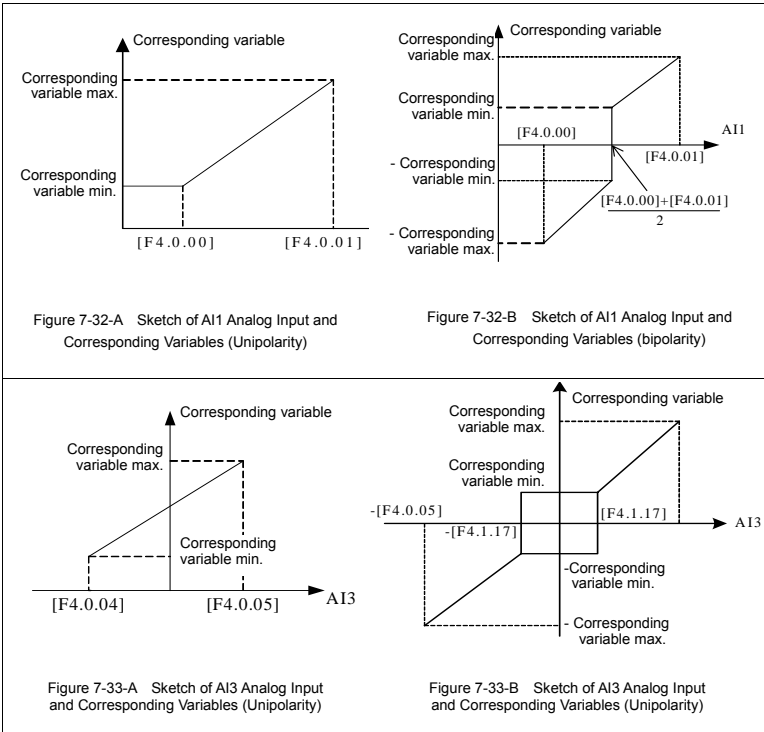 Corresponding variable
Corresponding
variable max.
Corresponding
variable min.
[F4.0.00]
[F4.0.01]
Figure 7-32-A Sketch of AI1 Analog Input and
Corresponding Variables (Unipolarity)
Corresponding variable
Corresponding
variable max.
Corresponding
variable min.
[F4.0.00]
AI1
[F4.0.01]
- Corresponding
variable min.
[F4.0.00]+[F4.0.01]
2
- Corresponding
variable max.
Figure 7-32-B Sketch of AI1 Analog Input and
Corresponding Variables (bipolarity)
Corresponding variable
Corresponding
variable max.
Corresponding
variable min.
[F4.0.04]
[F4.0.05]
AI3
Figure 7-33-A Sketch of AI3 Analog Input
and Corresponding Variables (Unipolarity)
Corresponding variable
Corresponding
variable max.
Corresponding
variable min.
-[F4.0.05]
-[F4.1.17]
[F4.1.17]
AI3
-Corresponding
variable min.
- Corresponding
variable max.
Figure 7-33-B Sketch of AI3 Analog Input
and Corresponding Variables (Unipolarity)